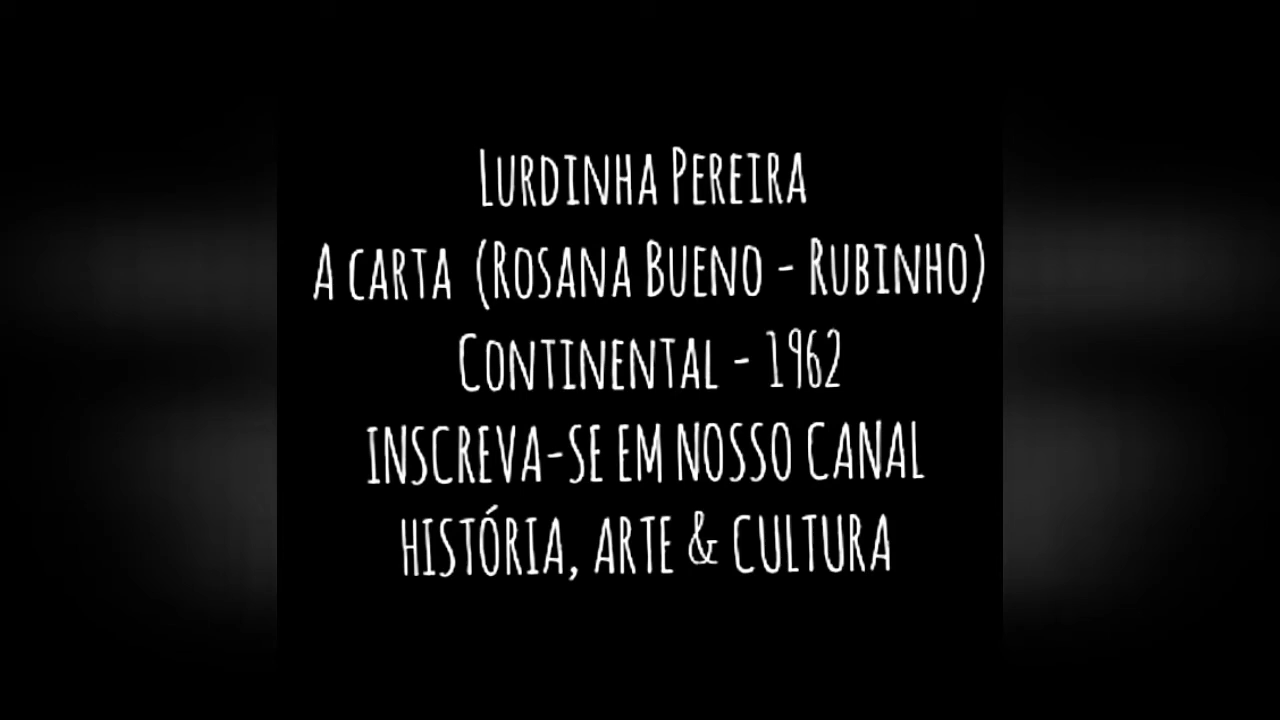 Lurdinha Pereira
A carta (Rosana Bueno - Rubinho)
Continental - 1962
INSCREVA-SE EM NOSSO CANAL
HISTÓRIA, ARTE & CULTURA